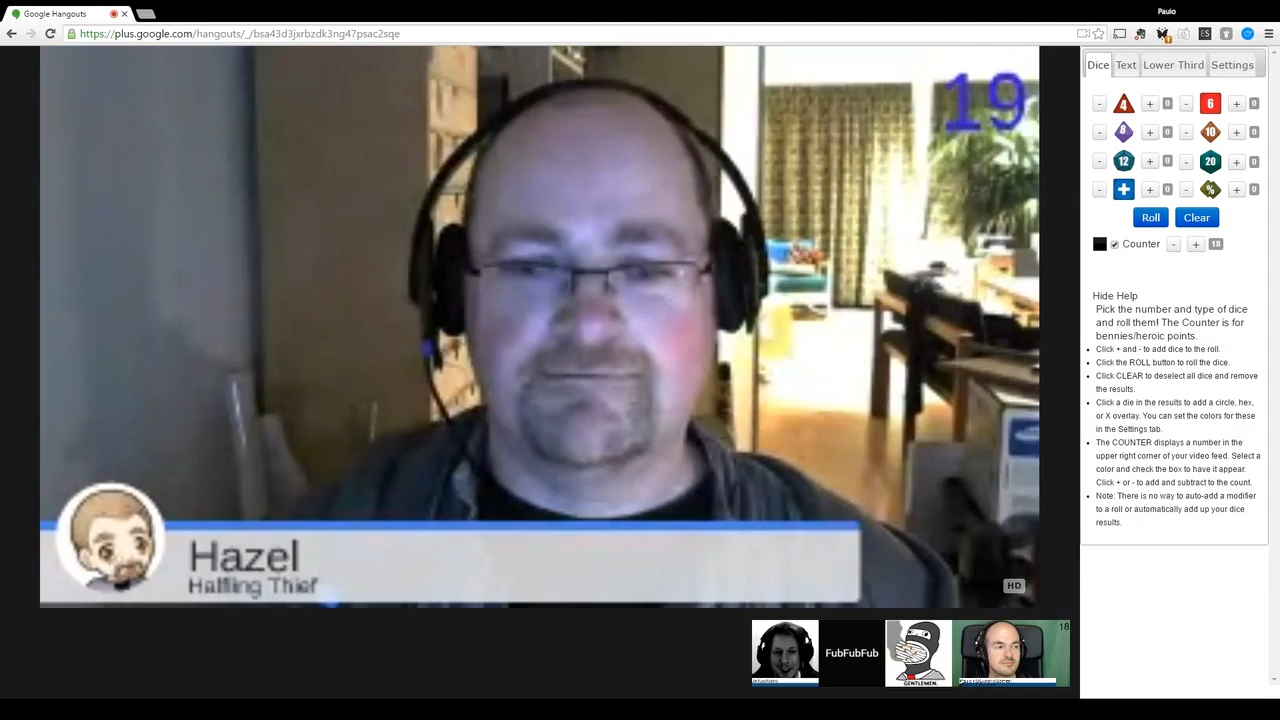 Paulo
Google Hangouts
https://plus.google.com/hangouts/_/bsa43d3jxrbzdk3ng47psac2sqe
ES
19
Dice Text Lower Third Settings
- 4 + 0 - 6 + 0
- 8 + 0 - 10 + 0
- 12 + 0 - 20 + 0
- + + 0 - % + 0
Roll Clear
Counter - + 18
Hide Help
Pick the number and type of dice
and roll them! The Counter is for
bennies/heroic points.
Click + and - to add dice to the roll.
Click the ROLL button to roll the dice.
Click CLEAR to deselect all dice and remove
the results.
Click a die in the results to add a circle, hex,
or X overlay. You can set the colors for these
in the Settings tab.
The COUNTER displays a number in the
upper right corner of your video feed. Select a
color and check the box to have it appear.
Click + or - to add and subtract to the count.
Note: There is no way to auto-add a modifier
to a roll or automatically add up your dice
results.
Hazel
Halfling Thief
HD
FubFubFub
GENTLEMEN.
18